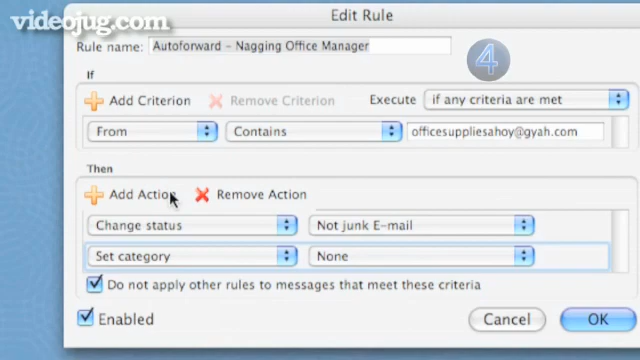 videojug.com
Edit Rule
Rule name: Autoforward - Nagging Office Manager
4
If
Add Criterion Remove Criterion Execute if any criteria are met
From Contains officesuppliesahoy@gyah.com
Then
Add Action Remove Action
Change status Not junk E-mail
Set category None
Do not apply other rules to messages that meet these criteria
Enabled Cancel OK